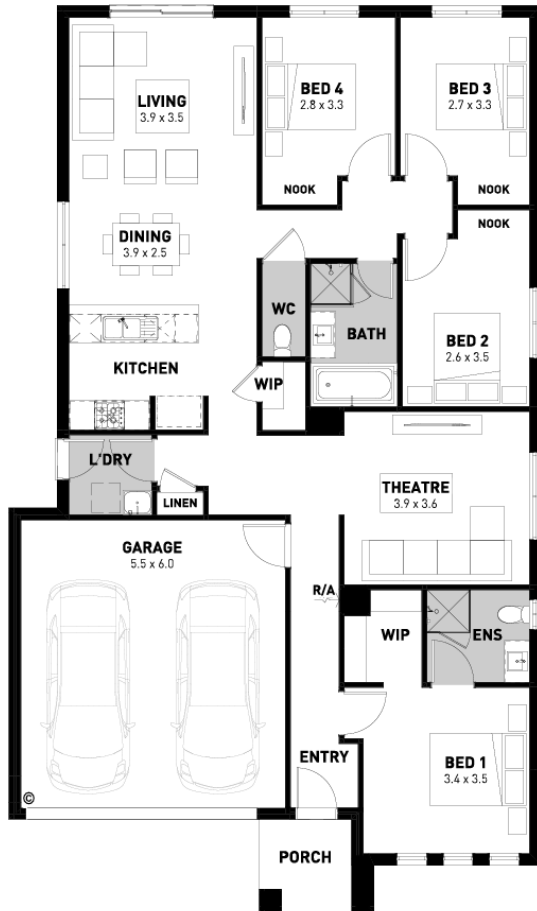 LIVING
3.9 x 3.5
BED 4
2.8 x 3.3
BED 3
2.7 x 3.3
NOOK
NOOK
NOOK
DINING
3.9 x 2.5
WC
BATH
BED 2
2.6 x 3.5
KITCHEN
WIP
L'DRY
LINEN
THEATRE
3.9 x 3.6
GARAGE
5.5 x 6.0
R/A
WIP
ENS
ENTRY
BED 1
3.4 x 3.5
©
PORCH